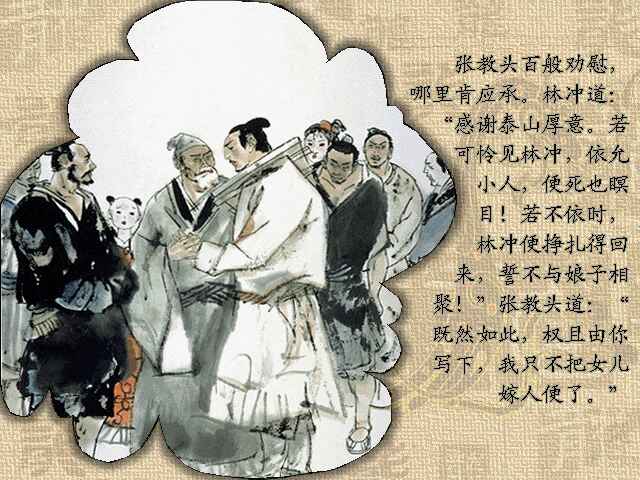 张教头百般劝慰，
哪里肯应承。林冲道：
“感谢泰山厚意。若
可怜见林冲，依允
小人，便死也瞑
目！若不依时，
林冲便挣扎得回
来，誓不与娘子相
聚！”张教头道：“
既然如此，权且由你
写下，我只不把女儿
嫁人便了。”